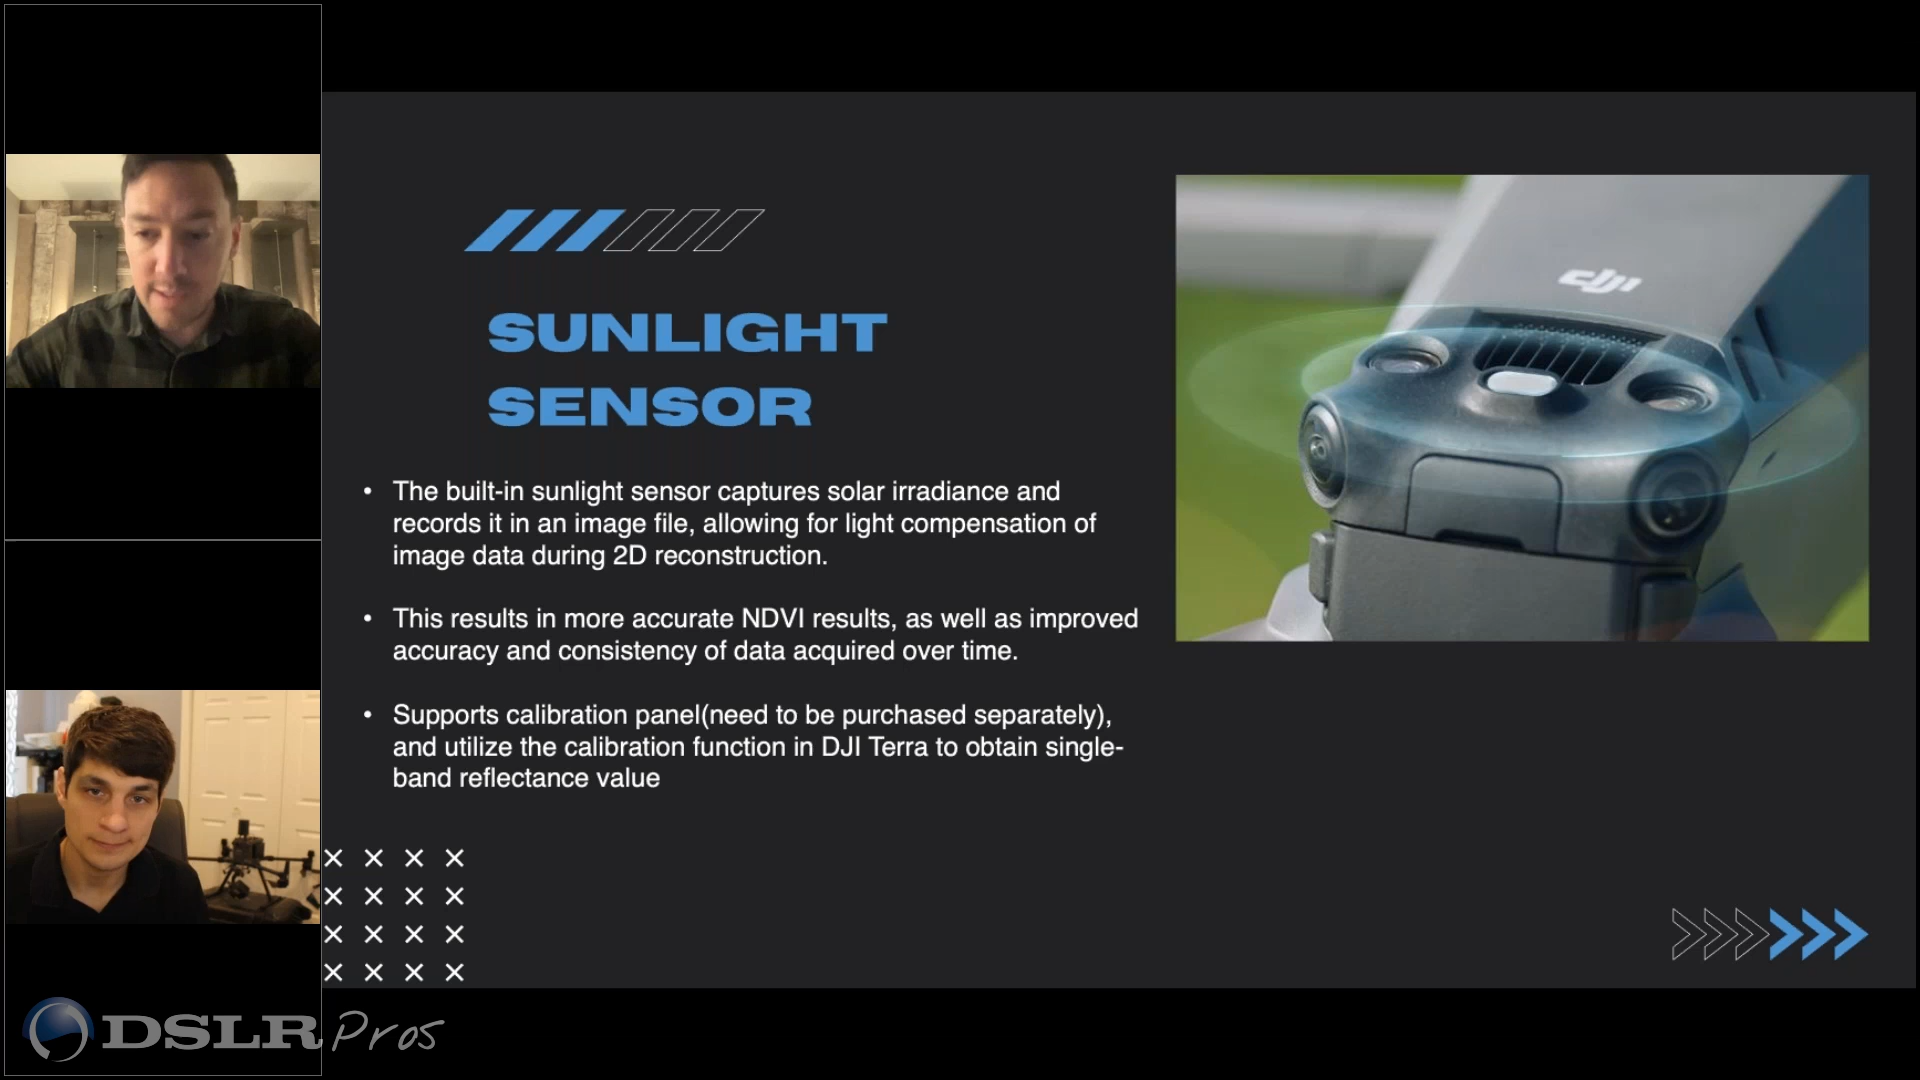 SUNLIGHT
SENSOR
• The built-in sunlight sensor captures solar irradiance and
records it in an image file, allowing for light compensation of
image data during 2D reconstruction.
• This results in more accurate NDVI results, as well as improved
accuracy and consistency of data acquired over time.
• Supports calibration panel(need to be purchased separately),
and utilize the calibration function in DJI Terra to obtain single-
band reflectance value
dji
DSLRPros